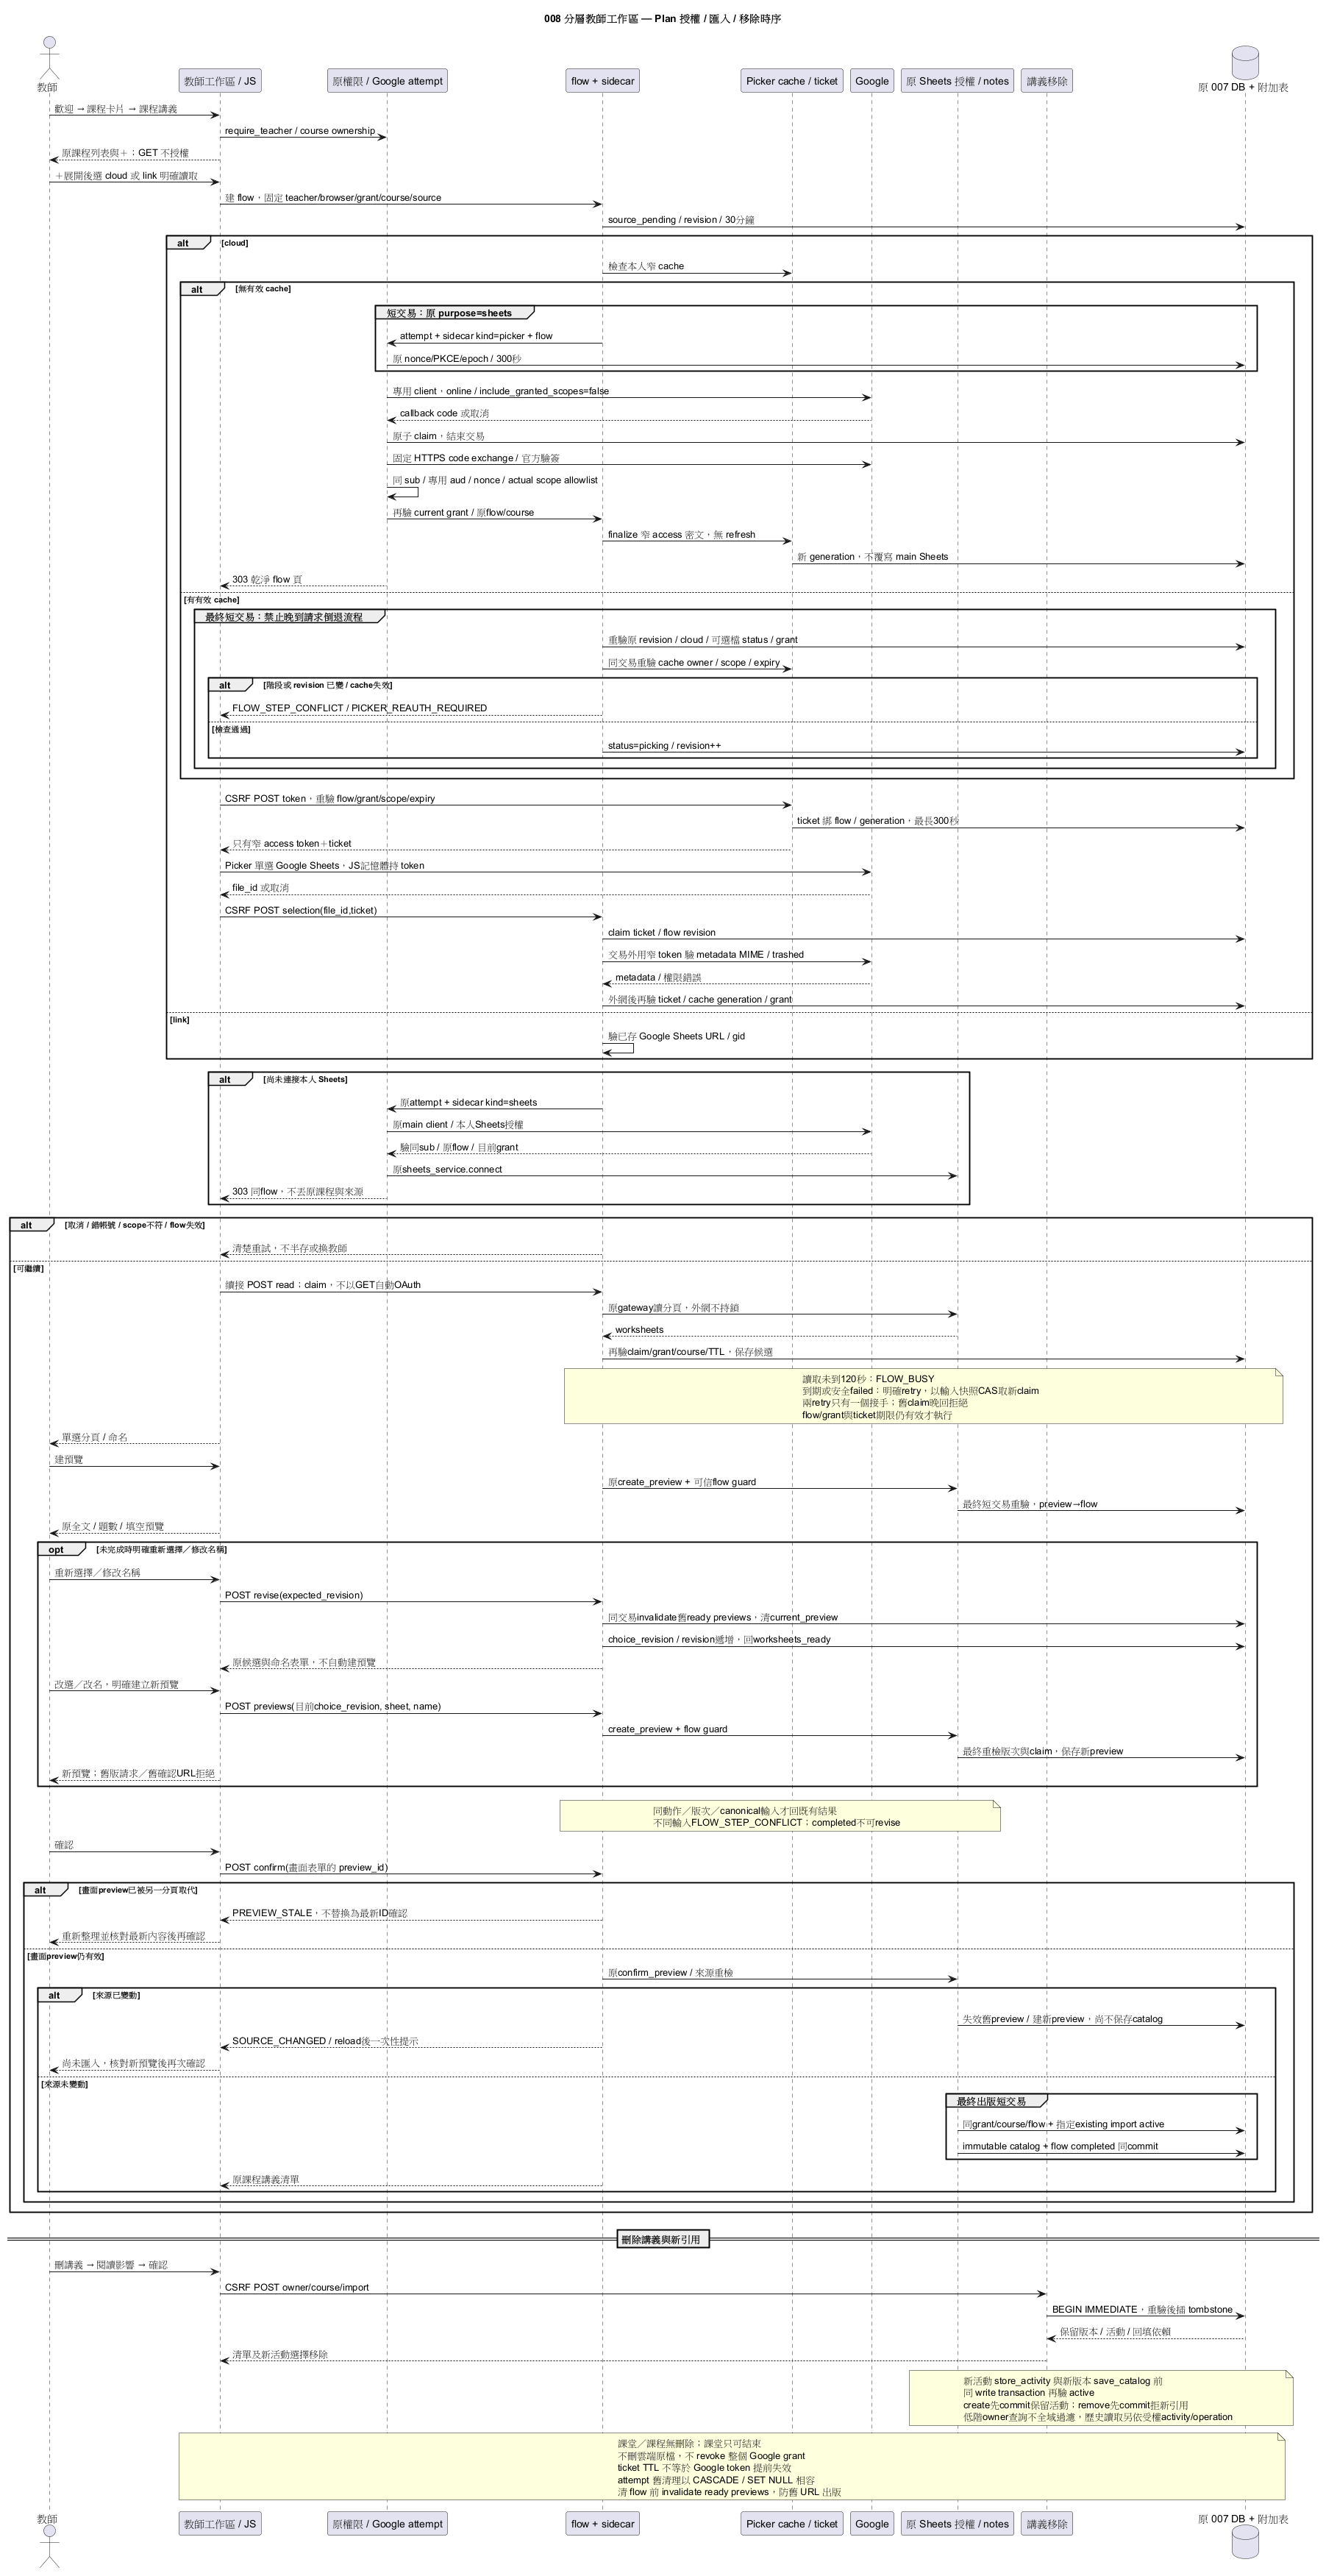 008 分層教師工作區 — Plan 授權 / 匯入 / 移除時序
教師
教師工作區 / JS
原權限 / Google attempt
flow + sidecar
Picker cache / ticket
Google
原 Sheets 授權 / notes
講義移除
原 007 DB + 附加表
歡迎 → 課程卡片 → 課程講義
require_teacher / course ownership
原課程列表與＋；GET 不授權
＋展開後選 cloud 或 link 明確讀取
建 flow，固定 teacher/browser/grant/course/source
source_pending / revision / 30分鐘
alt [cloud]
檢查本人窄 cache
alt [無有效 cache]
短交易：原 purpose=sheets
attempt + sidecar kind=picker + flow
原 nonce/PKCE/epoch / 300秒
專用 client，online / include_granted_scopes=false
callback code 或取消
原子 claim，結束交易
固定 HTTPS code exchange / 官方驗簽
同 sub / 專用 aud / nonce / actual scope allowlist
再驗 current grant / 原flow/course
finalize 窄 access 密文，無 refresh
新 generation，不覆寫 main Sheets
303 乾淨 flow 頁
[有有效 cache]
最終短交易：禁止晚到請求倒退流程
重驗原 revision / cloud / 可選檔 status / grant
同交易重驗 cache owner / scope / expiry
alt [階段或 revision 已變 / cache失效]
FLOW_STEP_CONFLICT / PICKER_REAUTH_REQUIRED
[檢查通過]
status=picking / revision++
CSRF POST token，重驗 flow/grant/scope/expiry
ticket 綁 flow / generation，最長300秒
只有窄 access token＋ticket
Picker 單選 Google Sheets，JS記憶體持 token
file_id 或取消
CSRF POST selection(file_id,ticket)
claim ticket / flow revision
交易外用窄 token 驗 metadata MIME / trashed
metadata / 權限錯誤
外網後再驗 ticket / cache generation / grant
[link]
驗已存 Google Sheets URL / gid
alt [尚未連接本人 Sheets]
原attempt + sidecar kind=sheets
原main client / 本人Sheets授權
驗同sub / 原flow / 目前grant
原sheets_service.connect
303 同flow，不丟原課程與來源
alt [取消 / 錯帳號 / scope不符 / flow失效]
清楚重試，不半存或換教師
[可繼續]
續接 POST read；claim，不以GET自動OAuth
原gateway讀分頁，外網不持鎖
worksheets
再驗claim/grant/course/TTL，保存候選
讀取未到120秒：FLOW_BUSY
到期或安全failed：明確retry，以輸入快照CAS取新claim
兩retry只有一個接手；舊claim晚回拒絕
flow/grant與ticket期限仍有效才執行
單選分頁 / 命名
建預覽
原create_preview + 可信flow guard
最終短交易重驗，preview→flow
原全文 / 題數 / 填空預覽
opt [未完成時明確重新選擇／修改名稱]
重新選擇／修改名稱
POST revise(expected_revision)
同交易invalidate舊ready previews，清current_preview
choice_revision / revision遞增，回worksheets_ready
原候選與命名表單，不自動建預覽
改選／改名，明確建立新預覽
POST previews(目前choice_revision, sheet, name)
create_preview + flow guard
最終重檢版次與claim，保存新preview
新預覽；舊版請求／舊確認URL拒絕
同動作／版次／canonical輸入才回既有結果
不同輸入FLOW_STEP_CONFLICT；completed不可revise
確認
POST confirm(畫面表單的 preview_id)
alt [畫面preview已被另一分頁取代]
PREVIEW_STALE，不替換為最新ID確認
重新整理並核對最新內容後再確認
[畫面preview仍有效]
原confirm_preview / 來源重檢
alt [來源已變動]
失效舊preview / 建新preview，尚不保存catalog
SOURCE_CHANGED / reload後一次性提示
尚未匯入，核對新預覽後再次確認
[來源未變動]
最終出版短交易
同grant/course/flow + 指定existing import active
immutable catalog + flow completed 同commit
原課程講義清單
刪除講義與新引用
刪講義 → 閱讀影響 → 確認
CSRF POST owner/course/import
BEGIN IMMEDIATE，重驗後插 tombstone
保留版本 / 活動 / 回填依賴
清單及新活動選擇移除
新活動 store_activity 與新版本 save_catalog 前
同 write transaction 再驗 active
create先commit保留活動；remove先commit拒新引用
低階owner查詢不全域過濾，歷史讀取另依受權activity/operation
課堂／課程無刪除；課堂只可結束
不刪雲端原檔，不 revoke 整個 Google grant
ticket TTL 不等於 Google token 提前失效
attempt 舊清理以 CASCADE / SET NULL 相容
清 flow 前 invalidate ready previews，防舊 URL 出版
教師
教師工作區 / JS
原權限 / Google attempt
flow + sidecar
Picker cache / ticket
Google
原 Sheets 授權 / notes
講義移除
原 007 DB + 附加表